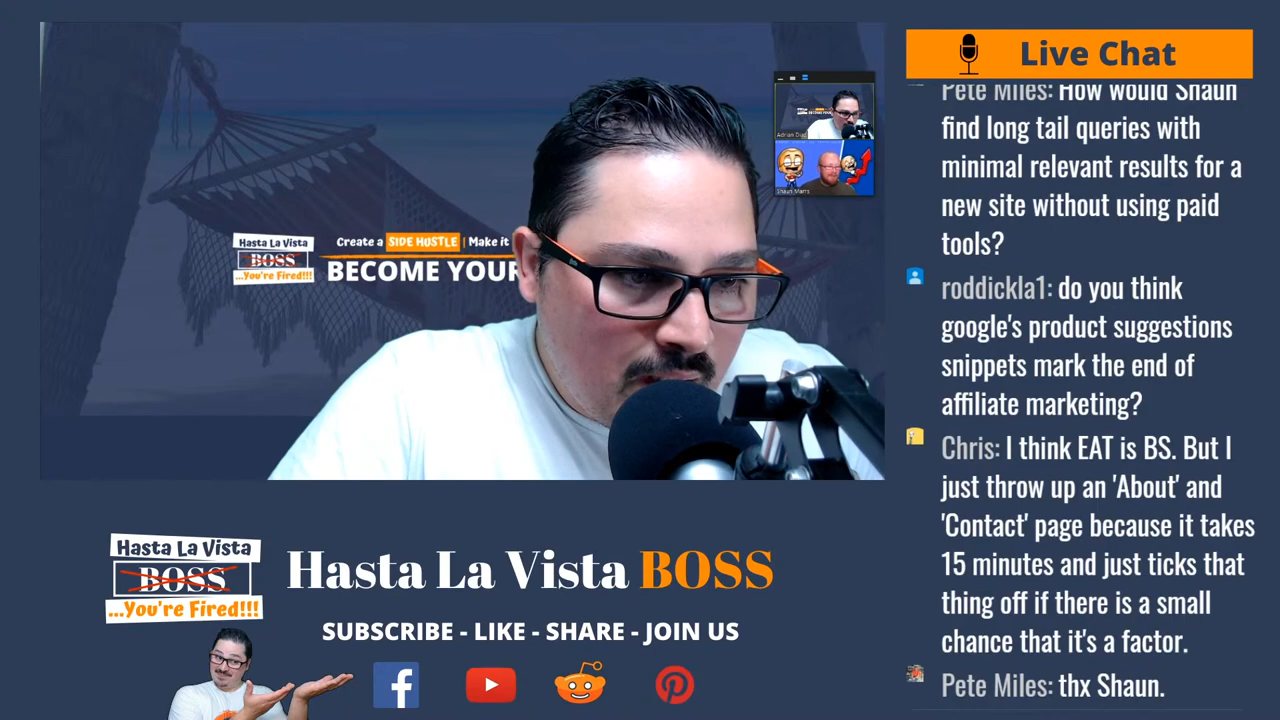 Hasta La Vista
BOSS
...You're Fired!!!
Create a SIDE HUSTLE | Make it
BECOME YOUR
Shaun Marrs
Hasta La Vista
BOSS
...You're Fired!!!
Hasta La Vista BOSS
SUBSCRIBE - LIKE - SHARE - JOIN US
Live Chat
Pete Miles: How would Shaun
find long tail queries with
minimal relevant results for a
new site without using paid
tools?
roddickla1: do you think
google's product suggestions
snippets mark the end of
affiliate marketing?
Chris: I think EAT is BS. But I
just throw up an 'About' and
'Contact' page because it takes
15 minutes and just ticks that
thing off if there is a small
chance that it's a factor.
Pete Miles: thx Shaun.